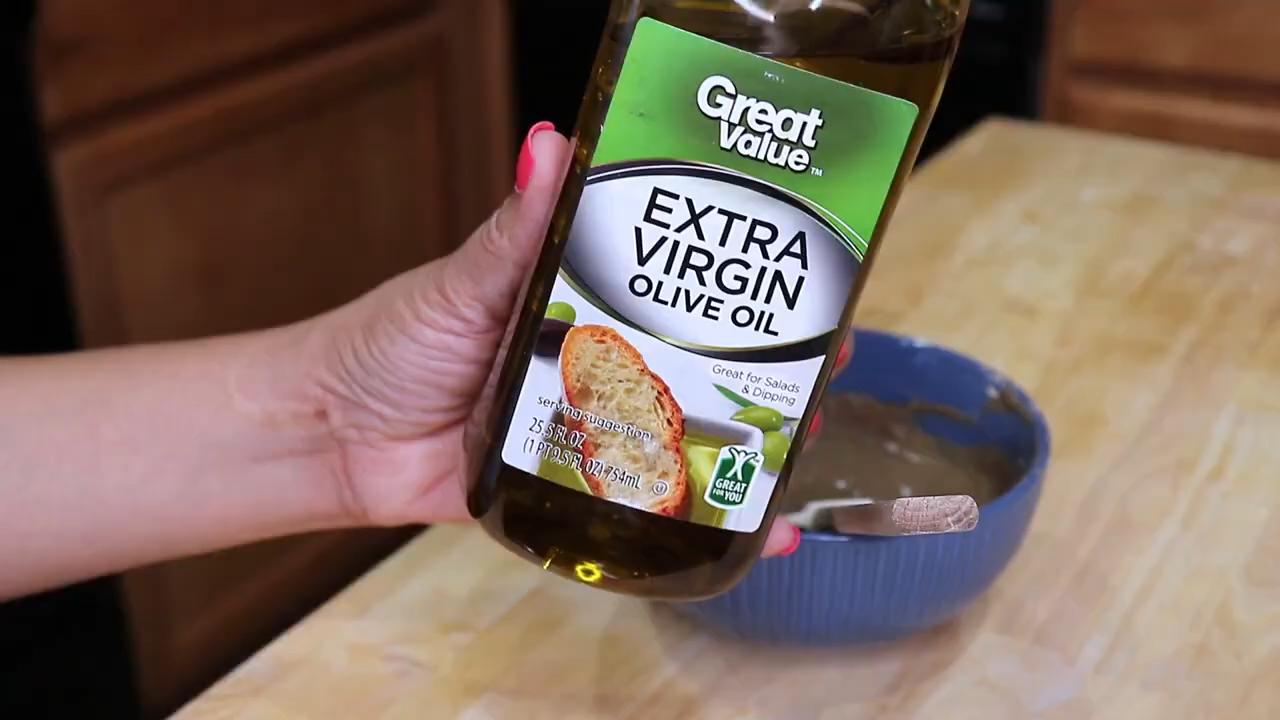 Great
Value™
EXTRA
VIRGIN
OLIVE OIL
Great for Salads
& Dipping
serving suggestion
25.5 FL OZ
(1 PT 9.5 FL OZ) 754mL
GREAT
FOR YOU